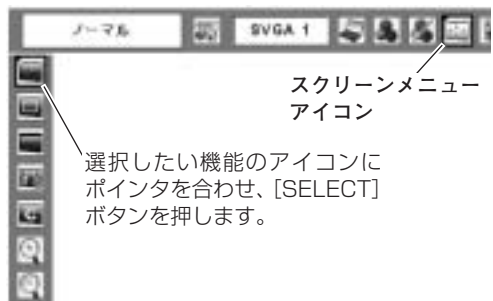 ノーマル
SVGA 1
スクリーンメニュー
アイコン
選択したい機能のアイコンに
ポインタを合わせ、[SELECT]
ボタンを押します。